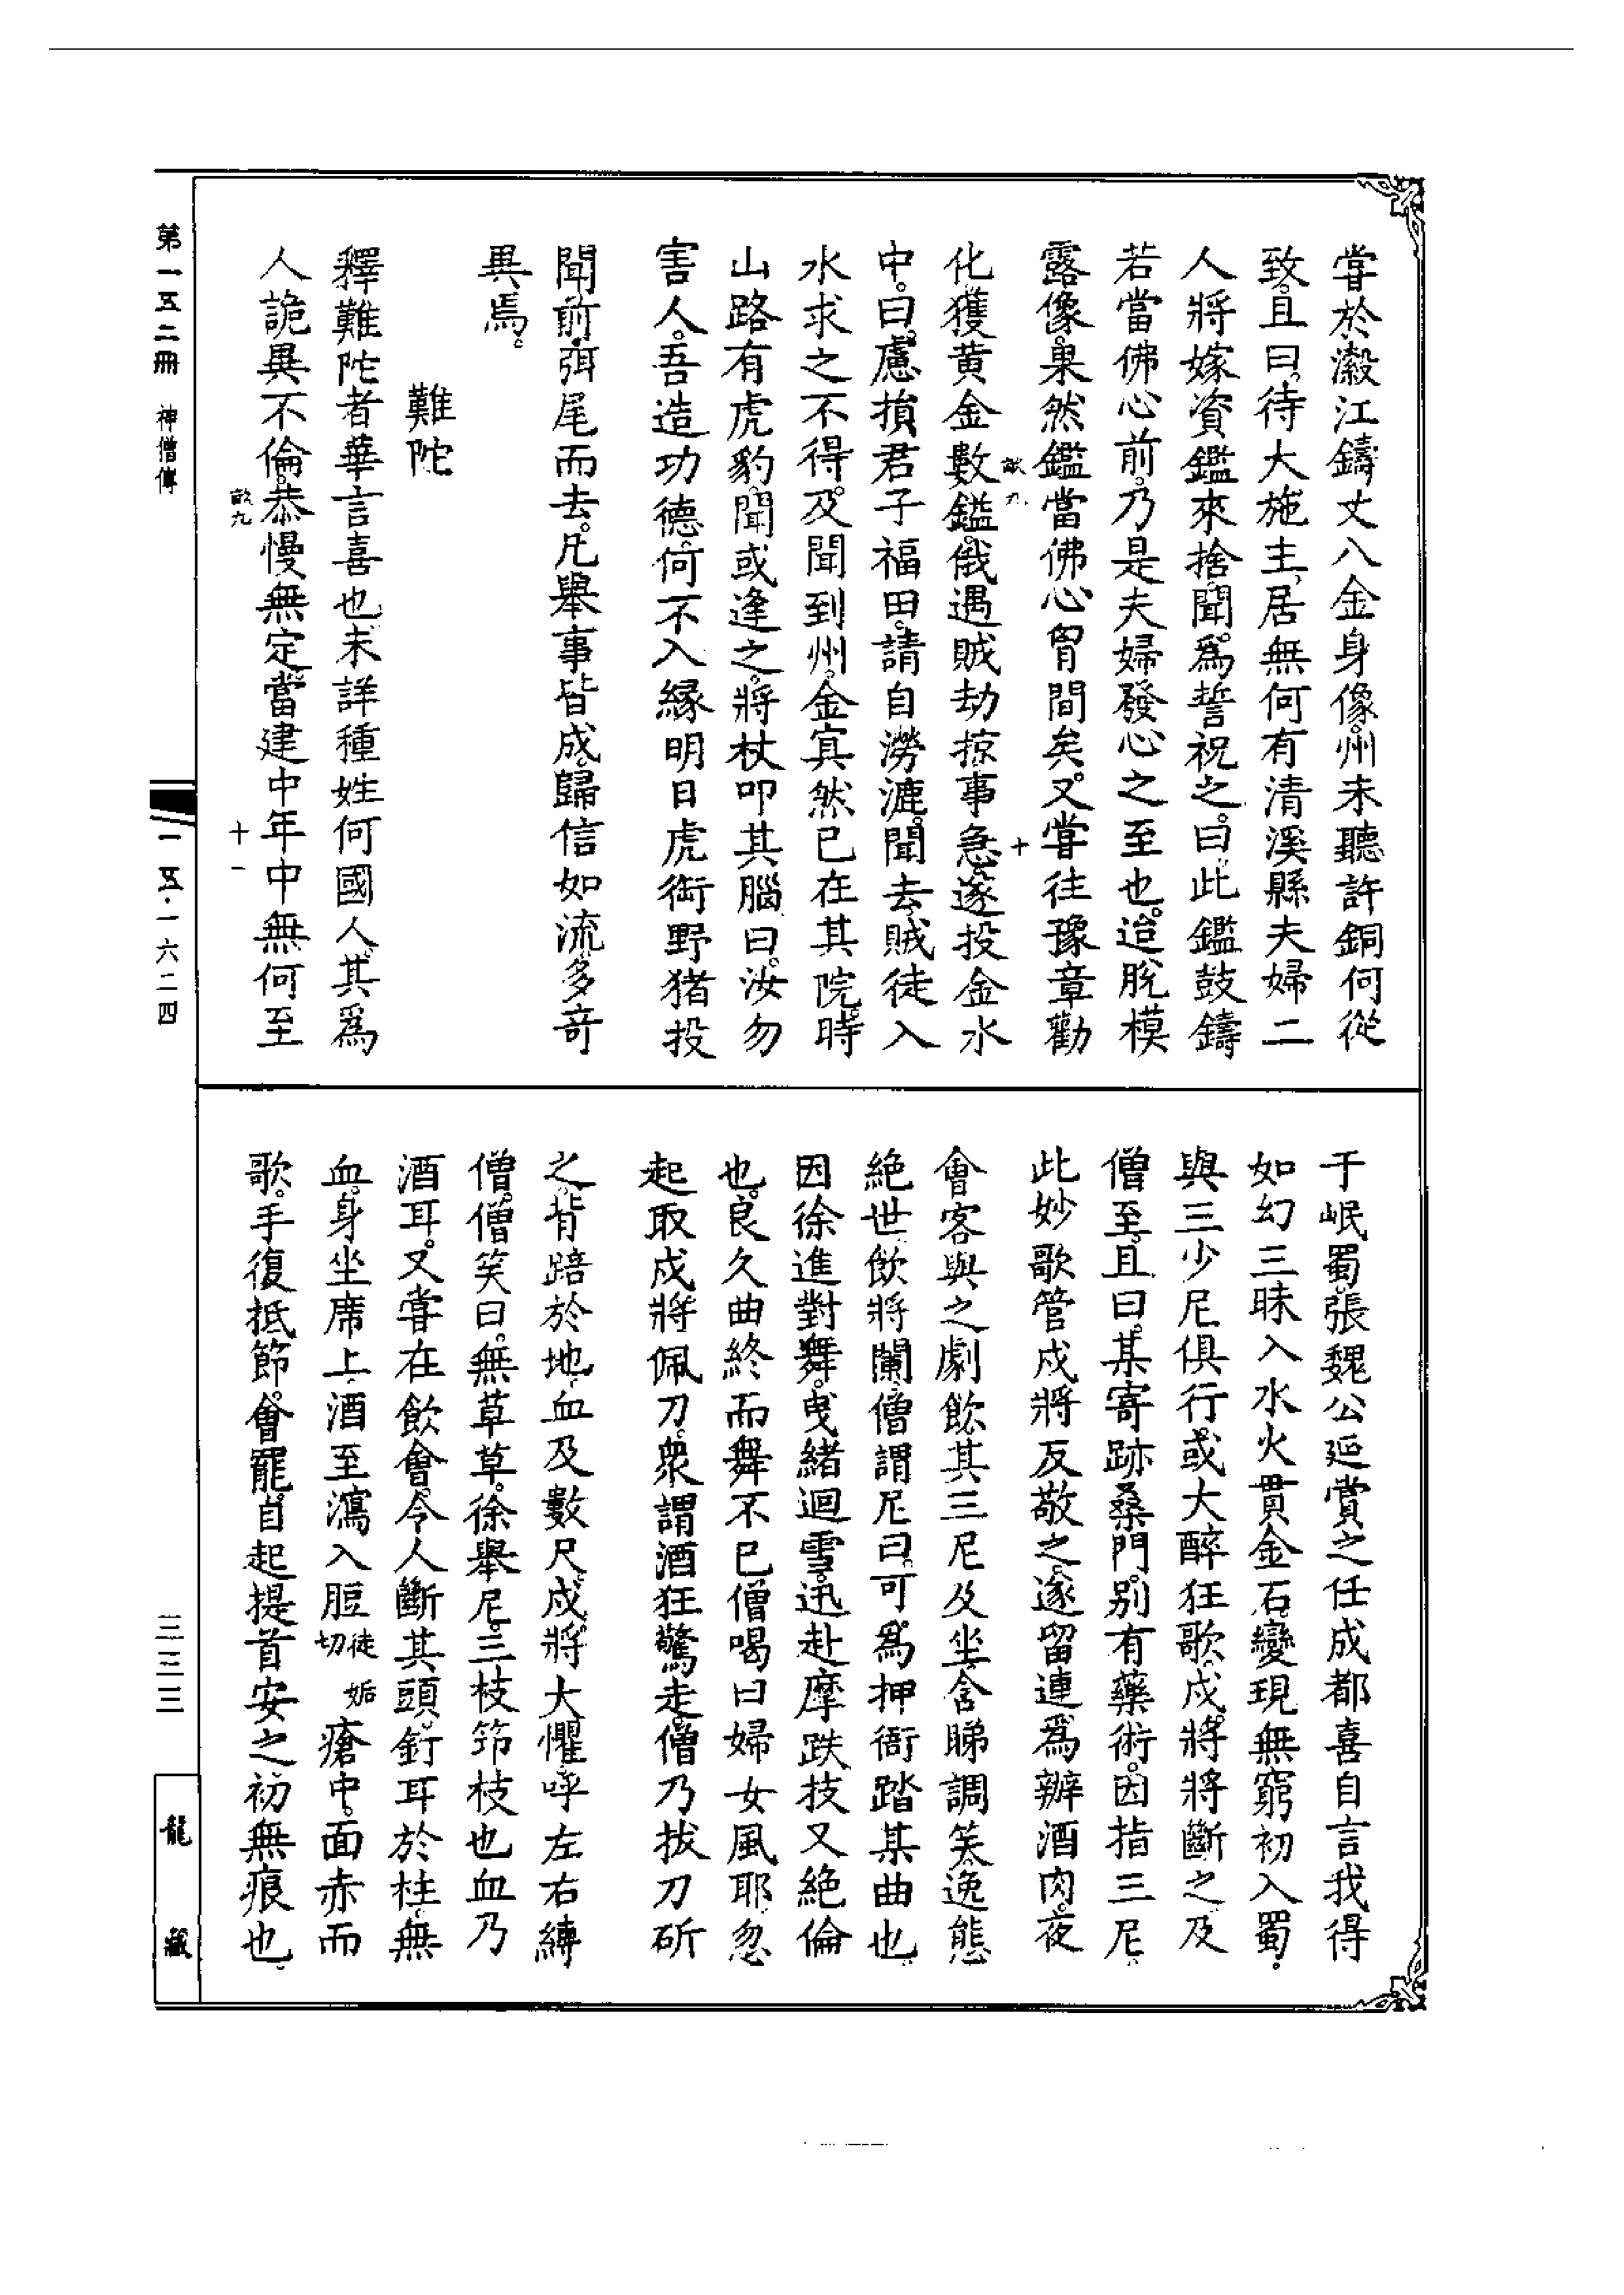 甞於瀫江鑄丈八金身像州未聽許銅何從
致且曰待大施主居無何有清溪縣夫婦二
人將嫁資鑑來捨聞爲誓祝之曰此鑑鼓鑄
若當佛心前乃是夫婦發心之至也迨脫模
露像果然鑑當佛心胷間矣又甞往豫章勸
化獲黃金數鎰俄遇賊劫掠事急遂投金水
中曰慮損君子福田請自澇漉聞去賊徒入
水求之不得及聞到州金寘然已在其院時
山路有虎豹聞或逢之將杖叩其腦曰汝勿
害人吾造功德何不入緣明日虎銜野猪投
聞前弭尾而去凡舉事皆成歸信如流多奇
異焉
難陀
釋難陀者華言喜也未詳種姓何國人其爲
人詭異不倫恭慢無定當建中年中無何至
于岷蜀張魏公延賞之任成都喜自言我得
如幻三昧入水火貫金石變現無窮初入蜀
與三少尼俱行或大醉狂歌戍將將斷之及
僧至且曰某寄跡桑門別有藥術因指三尼
此妙歌管戍將反敬之遂留連爲辦酒肉夜
會客與之劇飲其三尼及坐含睇調笑逸態
絕世飲將闌僧謂尼曰可爲押衙踏某曲也
因徐進對舞曳緒迴雪迅赴摩跌技又絕倫
也良久曲終而舞不已僧喝曰婦女風耶忽
起取戍將佩刀衆謂酒狂驚走僧乃拔刀斫
之背踣於地血及數尺戍將大懼呼左右縛
僧僧笑曰無草草徐舉尼三枝笻枝也血乃
酒耳又甞在飲會令人斷其頭釘耳於柱無
血身坐席上酒至瀉入脰徒姤切瘡中面赤而
歌手復抵節會罷自起提首安之初無痕也
第一五二冊 神僧傳
一五·一六二四
三三三
龍藏
畝九 十
畝九 十一